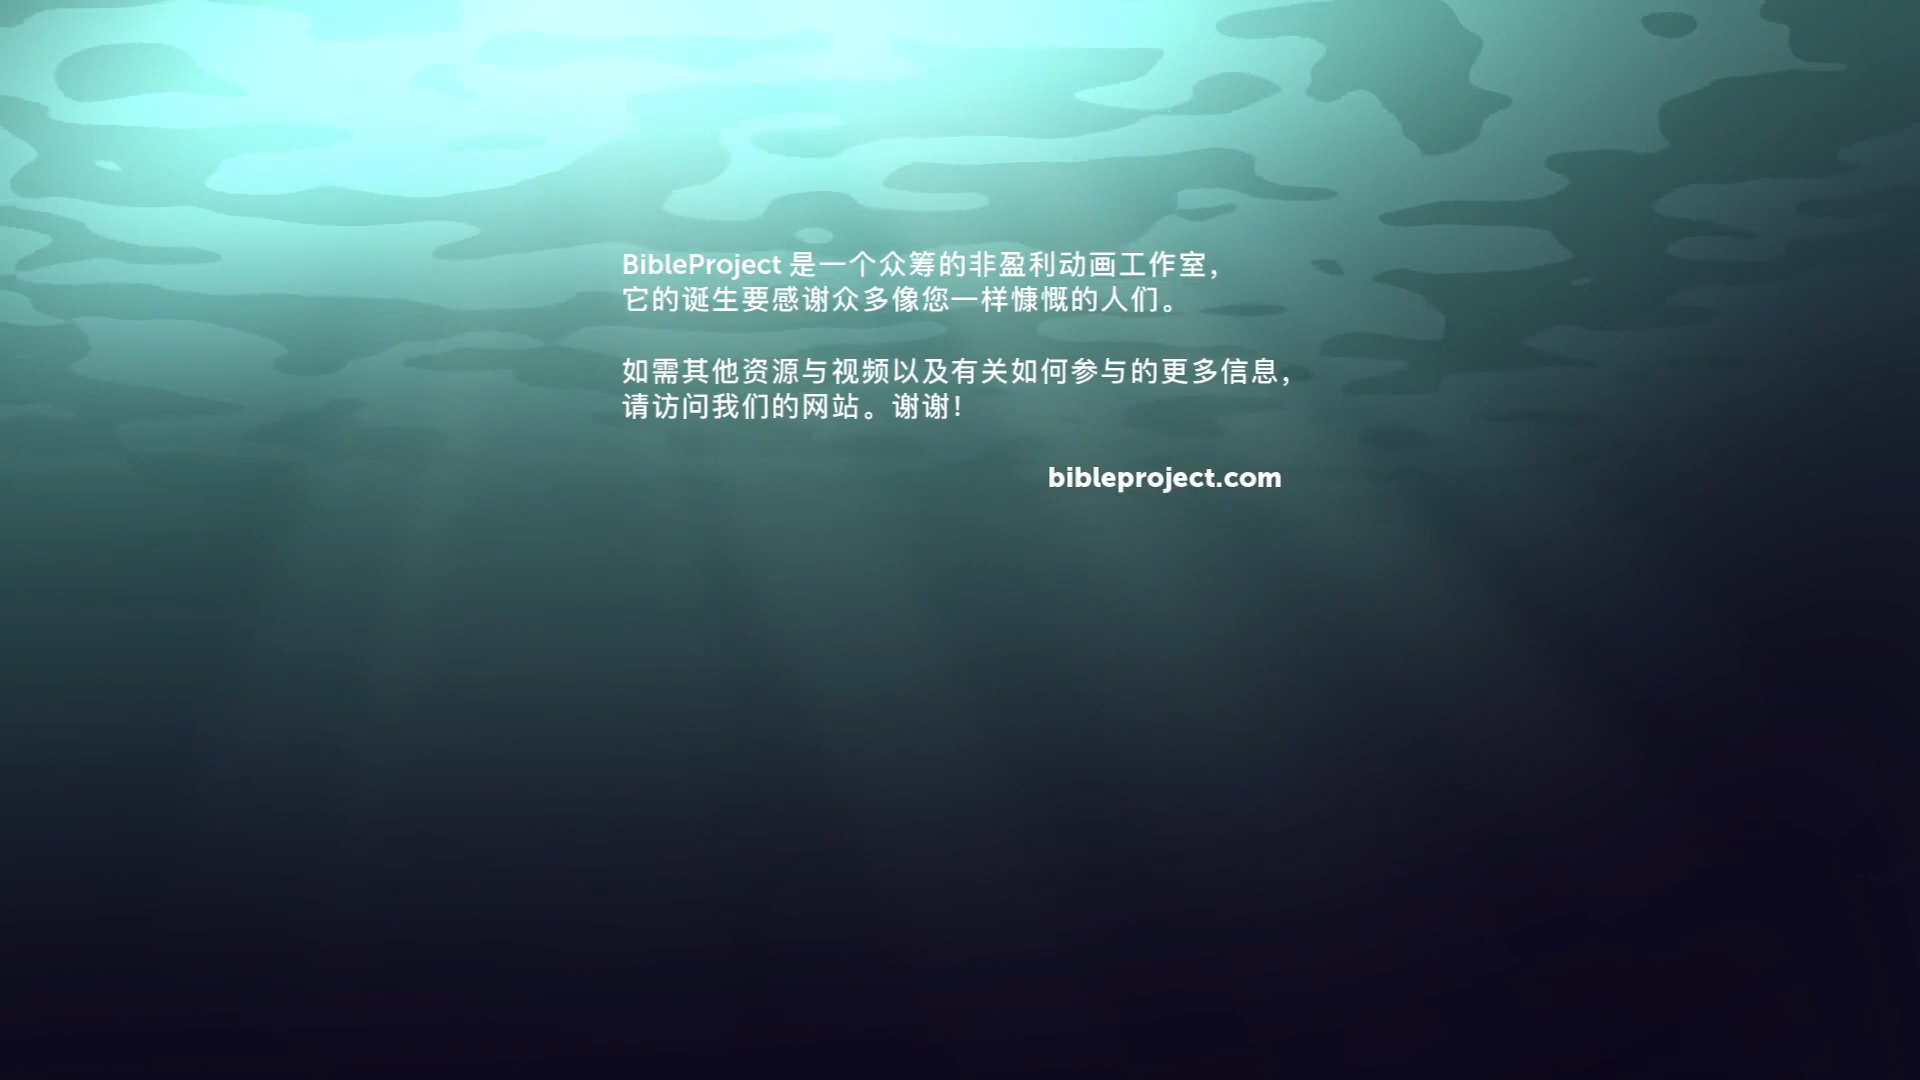 BibleProject 是一个众筹的非盈利动画工作室，
它的诞生要感谢众多像您一样慷慨的人们。
如需其他资源与视频以及有关如何参与的更多信息，
请访问我们的网站。谢谢！
bibleproject.com